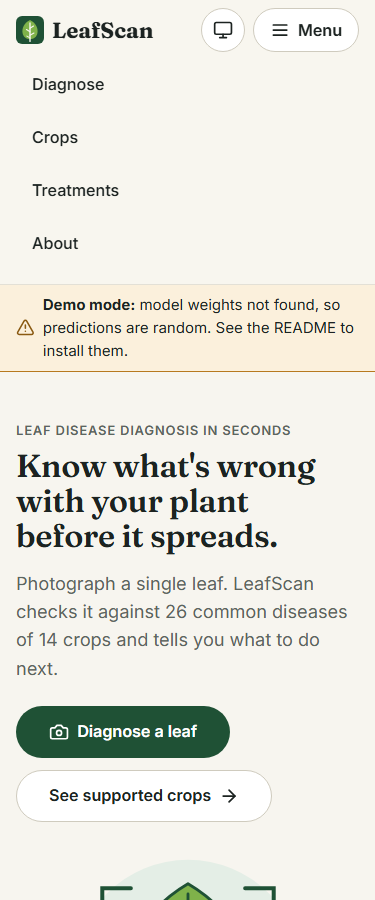 LeafScan
Menu
Diagnose
Crops
Treatments
About
Demo mode: model weights not found, so
predictions are random. See the README to
install them.
LEAF DISEASE DIAGNOSIS IN SECONDS
Know what's wrong
with your plant
before it spreads.
Photograph a single leaf. LeafScan
checks it against 26 common diseases
of 14 crops and tells you what to do
next.
Diagnose a leaf
See supported crops